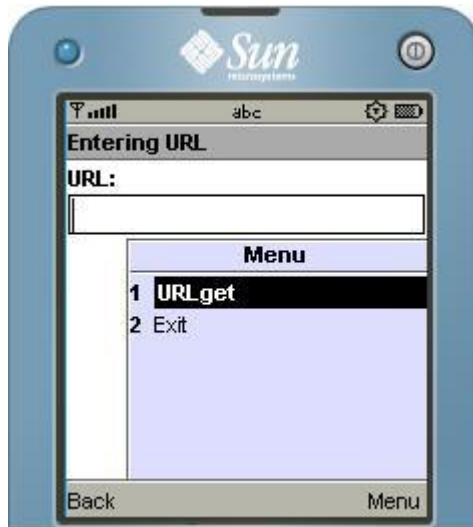 Sun
microsystems
abc
Entering URL
URL:
Menu
1 URLget
2 Exit
Back Menu